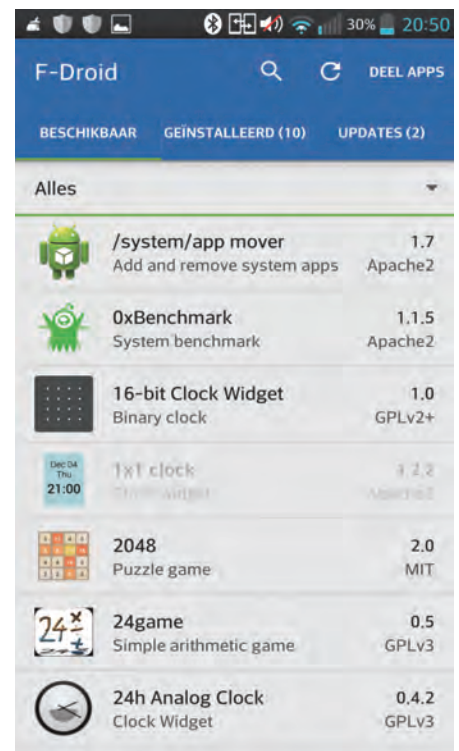 30% 20:50
F-Droid DEEL APPS
BESCHIKBAAR GEÏNSTALLEERD (10) UPDATES (2)
Alles
/system/app mover 1.7
Add and remove system apps Apache2
0xBenchmark 1.1.5
System benchmark Apache2
16-bit Clock Widget 1.0
Binary clock GPLv2+
Dec 04
Thu
21:00
1x1 clock
2048 2.0
Puzzle game MIT
24game 0.5
Simple arithmetic game GPLv3
24h Analog Clock 0.4.2
Clock Widget GPLv3